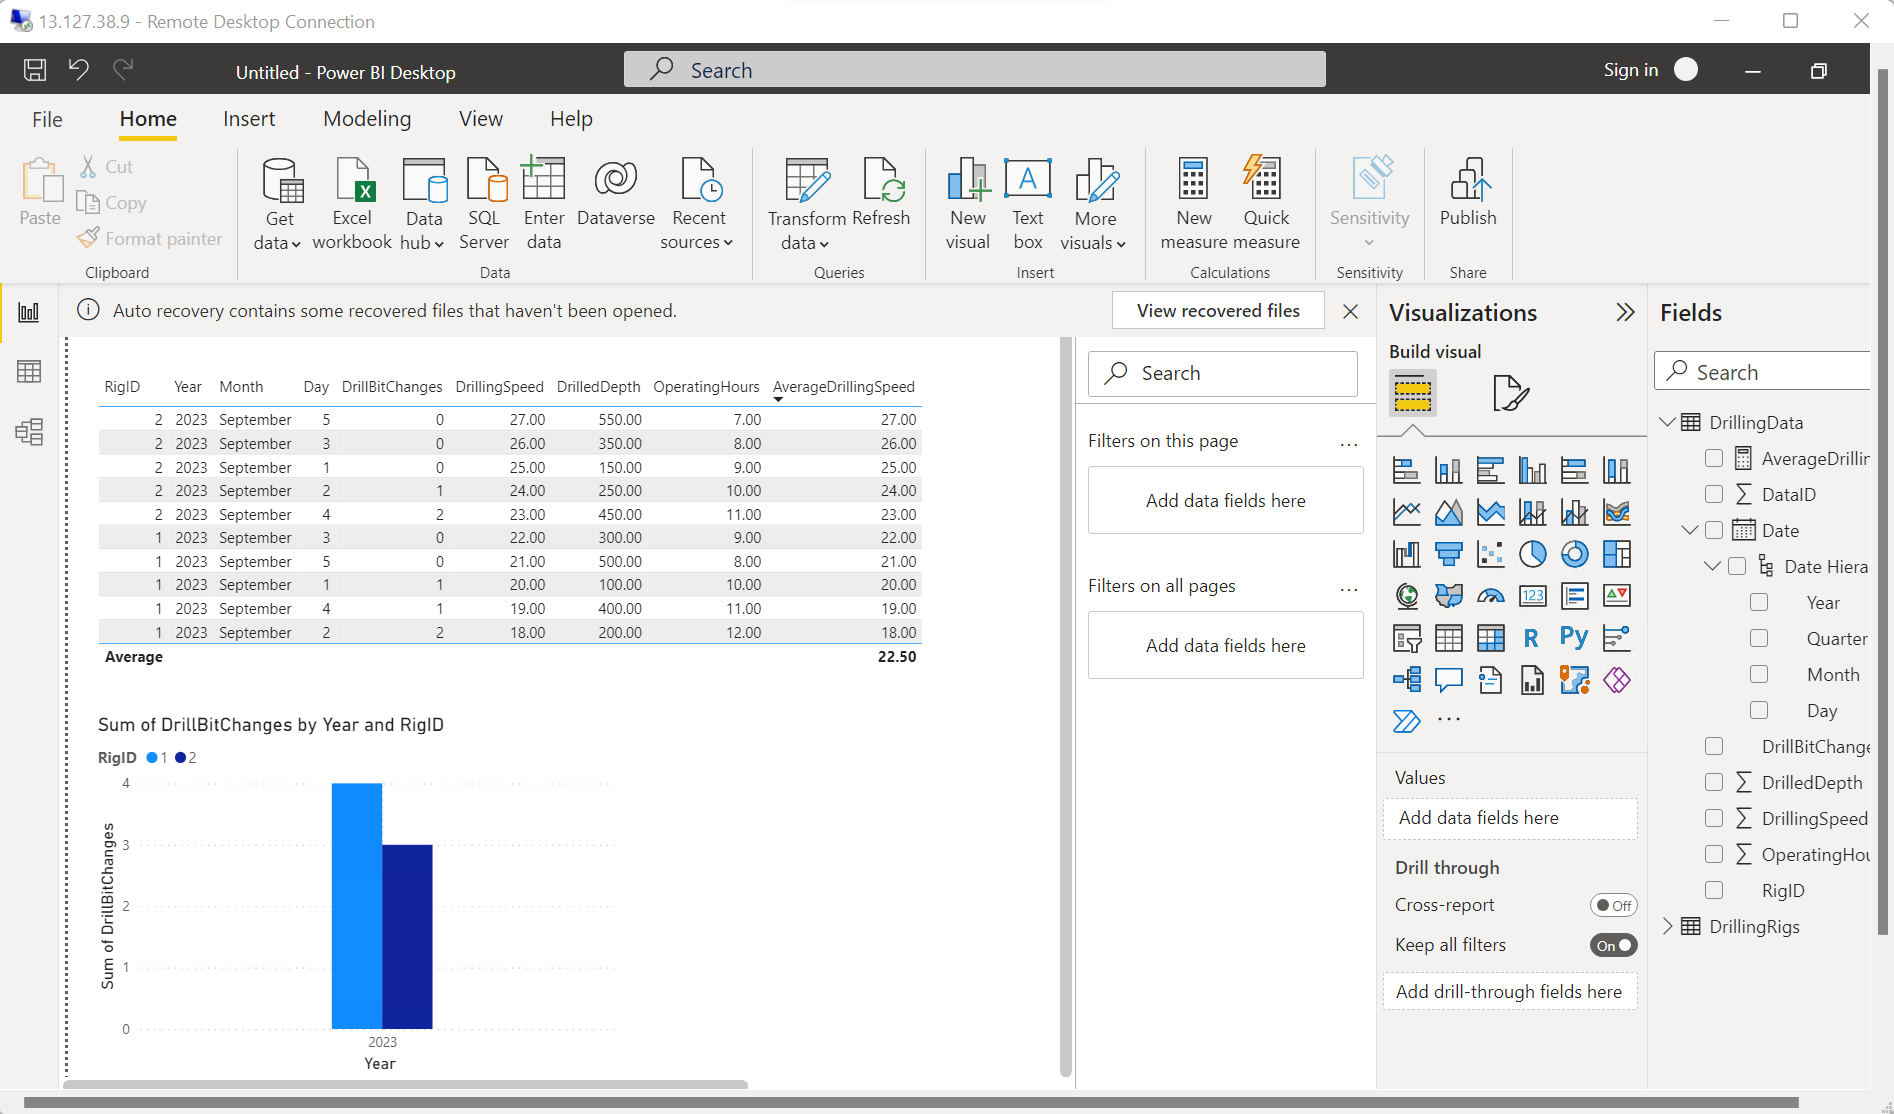 13.127.38.9 - Remote Desktop Connection
Untitled - Power BI Desktop
Search
Sign in
File Home Insert Modeling View Help
Paste
Cut
Copy
Format painter
Clipboard
Get data
Excel workbook
Data hub
SQL Server
Enter data
Dataverse
Recent sources
Data
Transform data
Refresh
Queries
New visual
A
Text box
More visuals
Insert
New measure
Quick measure
Calculations
Sensitivity
Sensitivity
Publish
Share
Auto recovery contains some recovered files that haven't been opened.
View recovered files
RigID Year Month Day DrillBitChanges DrillingSpeed DrilledDepth OperatingHours AverageDrillingSpeed
2 2023 September 5 0 27.00 550.00 7.00 27.00
2 2023 September 3 0 26.00 350.00 8.00 26.00
2 2023 September 1 0 25.00 150.00 9.00 25.00
2 2023 September 2 1 24.00 250.00 10.00 24.00
2 2023 September 4 2 23.00 450.00 11.00 23.00
1 2023 September 3 0 22.00 300.00 9.00 22.00
1 2023 September 5 0 21.00 500.00 8.00 21.00
1 2023 September 1 1 20.00 100.00 10.00 20.00
1 2023 September 4 1 19.00 400.00 11.00 19.00
1 2023 September 2 2 18.00 200.00 12.00 18.00
Average 22.50
Sum of DrillBitChanges by Year and RigID
RigID 1 2
Sum of DrillBitChanges
4
3
2
1
0
2023
Year
Search
Filters on this page ...
Add data fields here
Filters on all pages ...
Add data fields here
Visualizations
Build visual
123
R
Py
...
Values
Add data fields here
Drill through
Cross-report
Off
Keep all filters
On
Add drill-through fields here
Fields
Search
DrillingData
AverageDrillin
DataID
Date
Date Hiera
Year
Quarter
Month
Day
DrillBitChange
DrilledDepth
DrillingSpeed
OperatingHou
RigID
DrillingRigs